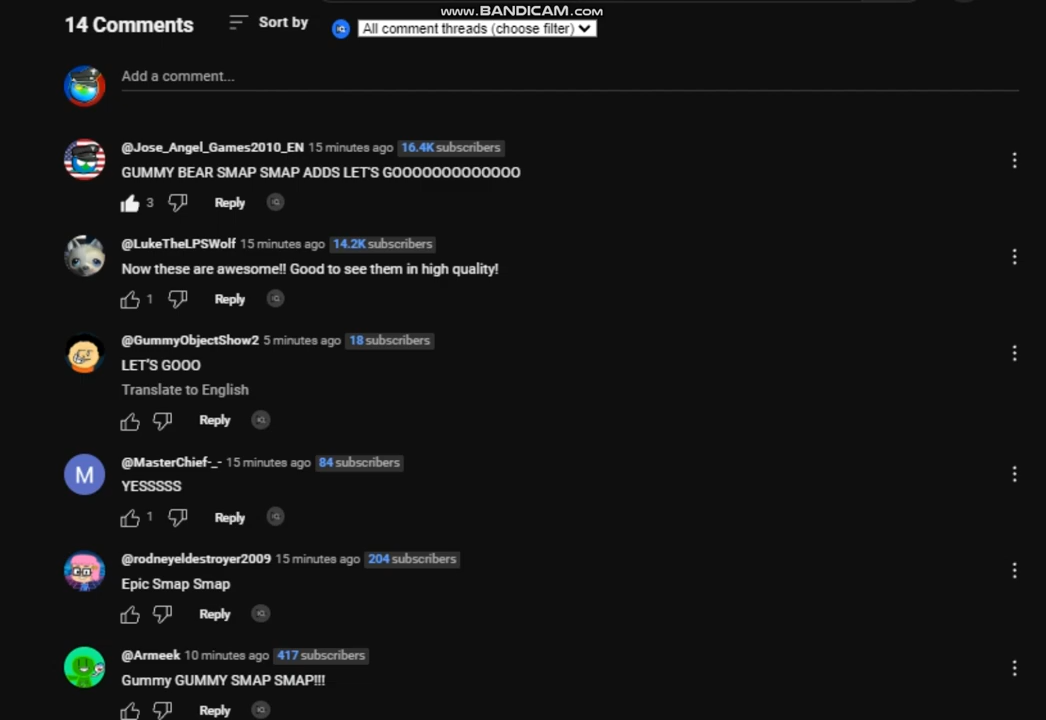 www.BANDICAM.com
14 Comments Sort by All comment threads (choose filter)
Add a comment...
@Jose_Angel_Games2010_EN 15 minutes ago 16.4K subscribers
GUMMY BEAR SMAP SMAP ADDS LET'S GOOOOOOOOOOOOO
3 Reply
@LukeTheLPSWolf 15 minutes ago 14.2K subscribers
Now these are awesome!! Good to see them in high quality!
1 Reply
@GummyObjectShow2 5 minutes ago 18 subscribers
LET'S GOOO
Translate to English
Reply
M
@MasterChief-_- 15 minutes ago 84 subscribers
YESSSSS
1 Reply
@rodneyeldestroyer2009 15 minutes ago 204 subscribers
Epic Smap Smap
Reply
@Armeek 10 minutes ago 417 subscribers
Gummy GUMMY SMAP SMAP!!!
Reply